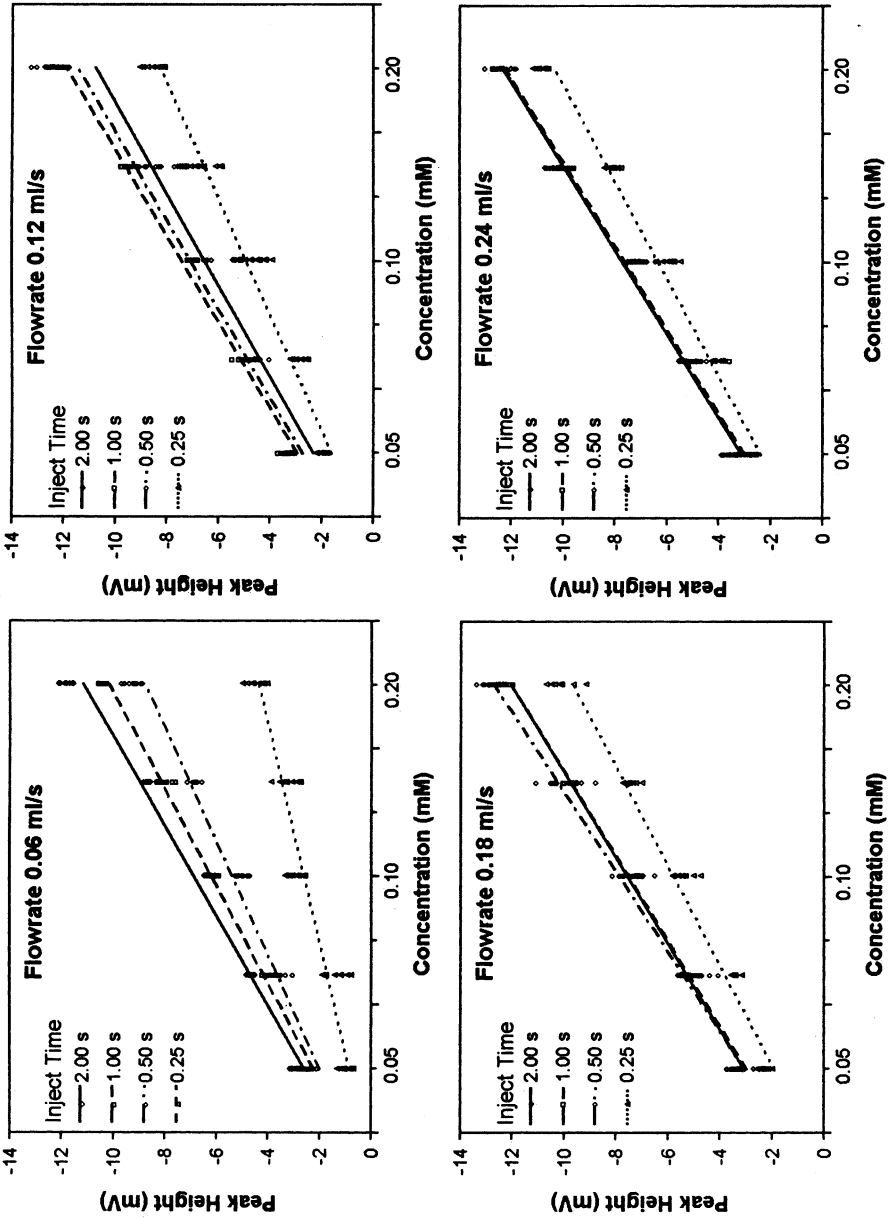 Flowrate 0.06 ml/s
Inject Time
2.00 s
1.00 s
0.50 s
0.25 s
Peak Height (mV)
-14
-12
-10
-8
-6
-4
-2
0
0.05
0.10
0.20
Concentration (mM)
Flowrate 0.12 ml/s
Inject Time
2.00 s
1.00 s
0.50 s
0.25 s
Peak Height (mV)
-14
-12
-10
-8
-6
-4
-2
0
0.05
0.10
0.20
Concentration (mM)
Flowrate 0.18 ml/s
Inject Time
2.00 s
1.00 s
0.50 s
0.25 s
Peak Height (mV)
-14
-12
-10
-8
-6
-4
-2
0
0.05
0.10
0.20
Concentration (mM)
Flowrate 0.24 ml/s
Inject Time
2.00 s
1.00 s
0.50 s
0.25 s
Peak Height (mV)
-14
-12
-10
-8
-6
-4
-2
0
0.05
0.10
0.20
Concentration (mM)